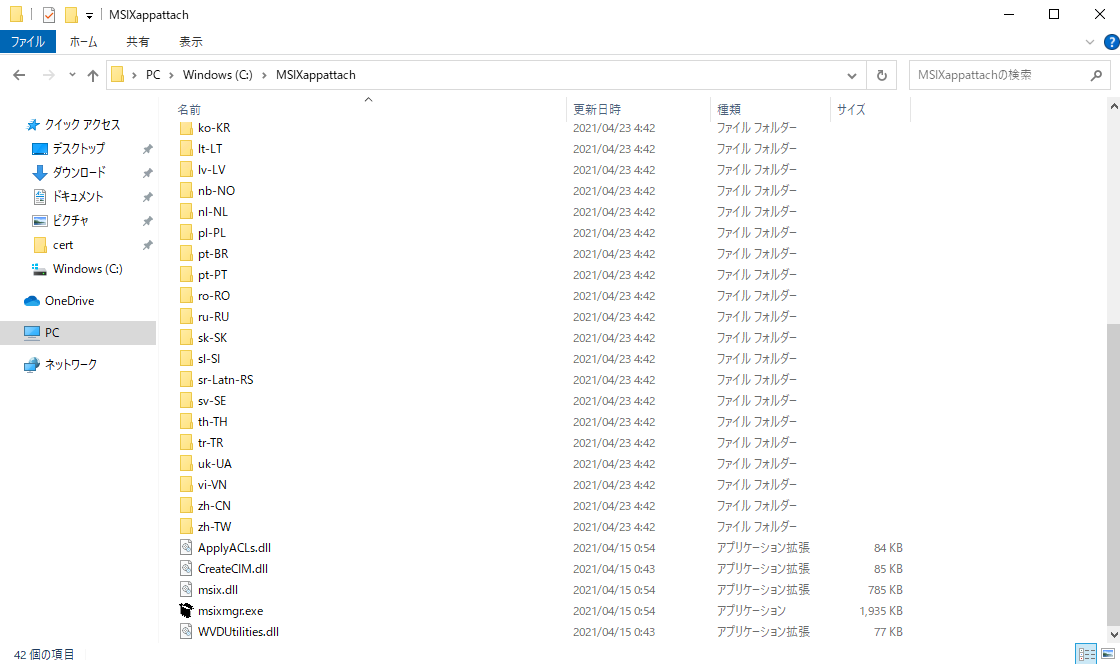 MSIXappattach
ファイル ホーム 共有 表示
PC Windows (C:) MSIXappattach MSIXappattachの検索
クイック アクセス
デスクトップ
ダウンロード
ドキュメント
ピクチャ
cert
Windows (C:)
OneDrive
PC
ネットワーク
名前 更新日時 種類 サイズ
ko-KR 2021/04/23 4:42 ファイル フォルダー
lt-LT 2021/04/23 4:42 ファイル フォルダー
lv-LV 2021/04/23 4:42 ファイル フォルダー
nb-NO 2021/04/23 4:42 ファイル フォルダー
nl-NL 2021/04/23 4:42 ファイル フォルダー
pl-PL 2021/04/23 4:42 ファイル フォルダー
pt-BR 2021/04/23 4:42 ファイル フォルダー
pt-PT 2021/04/23 4:42 ファイル フォルダー
ro-RO 2021/04/23 4:42 ファイル フォルダー
ru-RU 2021/04/23 4:42 ファイル フォルダー
sk-SK 2021/04/23 4:42 ファイル フォルダー
sl-SI 2021/04/23 4:42 ファイル フォルダー
sr-Latn-RS 2021/04/23 4:42 ファイル フォルダー
sv-SE 2021/04/23 4:42 ファイル フォルダー
th-TH 2021/04/23 4:42 ファイル フォルダー
tr-TR 2021/04/23 4:42 ファイル フォルダー
uk-UA 2021/04/23 4:42 ファイル フォルダー
vi-VN 2021/04/23 4:42 ファイル フォルダー
zh-CN 2021/04/23 4:42 ファイル フォルダー
zh-TW 2021/04/23 4:42 ファイル フォルダー
ApplyACLs.dll 2021/04/15 0:54 アプリケーション拡張 84 KB
CreateCIM.dll 2021/04/15 0:43 アプリケーション拡張 85 KB
msix.dll 2021/04/15 0:54 アプリケーション拡張 785 KB
msixmgr.exe 2021/04/15 0:54 アプリケーション 1,935 KB
WVDUtilities.dll 2021/04/15 0:43 アプリケーション拡張 77 KB
42 個の項目